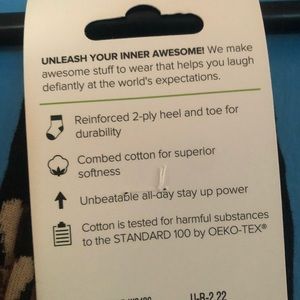 UNLEASH YOUR INNER AWESOME! We make
awesome stuff to wear that helps you laugh
defiantly at the world's expectations.
Reinforced 2-ply heel and toe for
durability
Combed cotton for superior
softness
Unbeatable all-day stay up power
Cotton is tested for harmful substances
to the STANDARD 100 by OEKO-TEX®